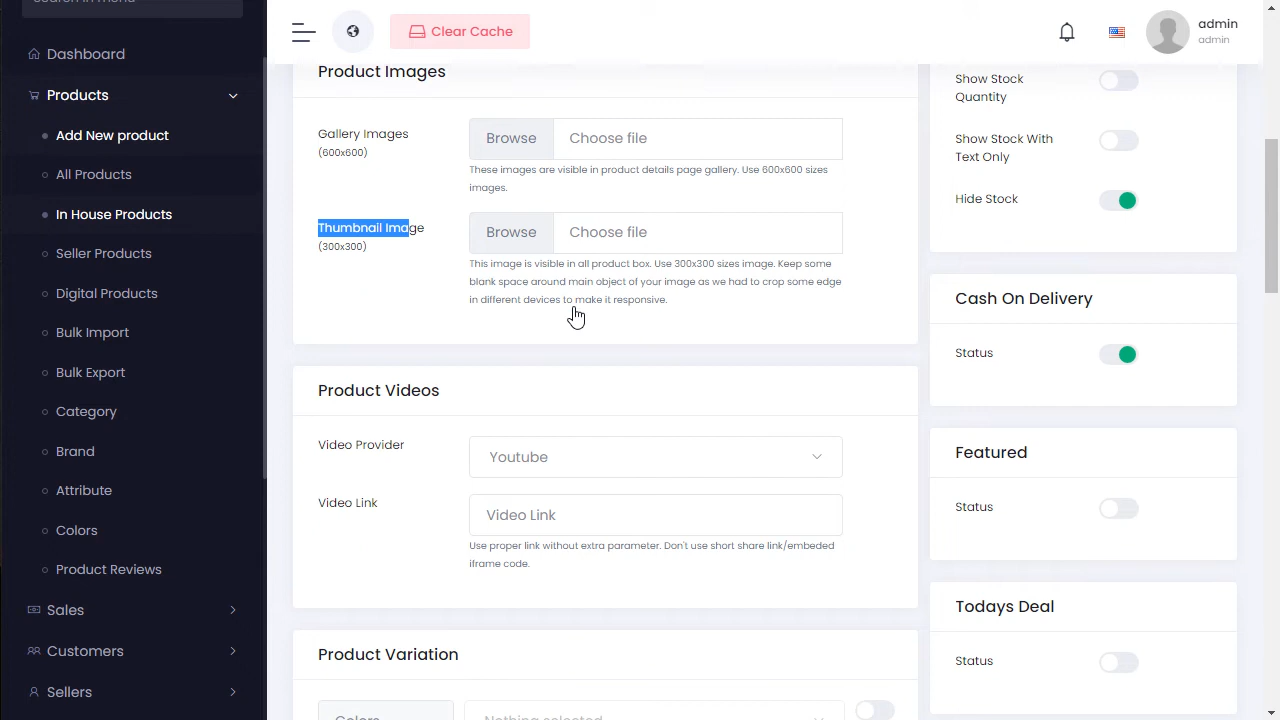 Search in menu
Dashboard
Products
Add New product
All Products
In House Products
Seller Products
Digital Products
Bulk Import
Bulk Export
Category
Brand
Attribute
Colors
Product Reviews
Sales
Customers
Sellers
Clear Cache
admin
admin
Product Images
Gallery Images
(600x600)
Browse
Choose file
These images are visible in product details page gallery. Use 600x600 sizes
images.
Thumbnail Image
(300x300)
Browse
Choose file
This image is visible in all product box. Use 300x300 sizes image. Keep some
blank space around main object of your image as we had to crop some edge
in different devices to make it responsive.
Product Videos
Video Provider
Youtube
Video Link
Video Link
Use proper link without extra parameter. Don't use short share link/embeded
iframe code.
Product Variation
Colors
Nothing selected
Show Stock
Quantity
Show Stock With
Text Only
Hide Stock
Cash On Delivery
Status
Featured
Status
Todays Deal
Status